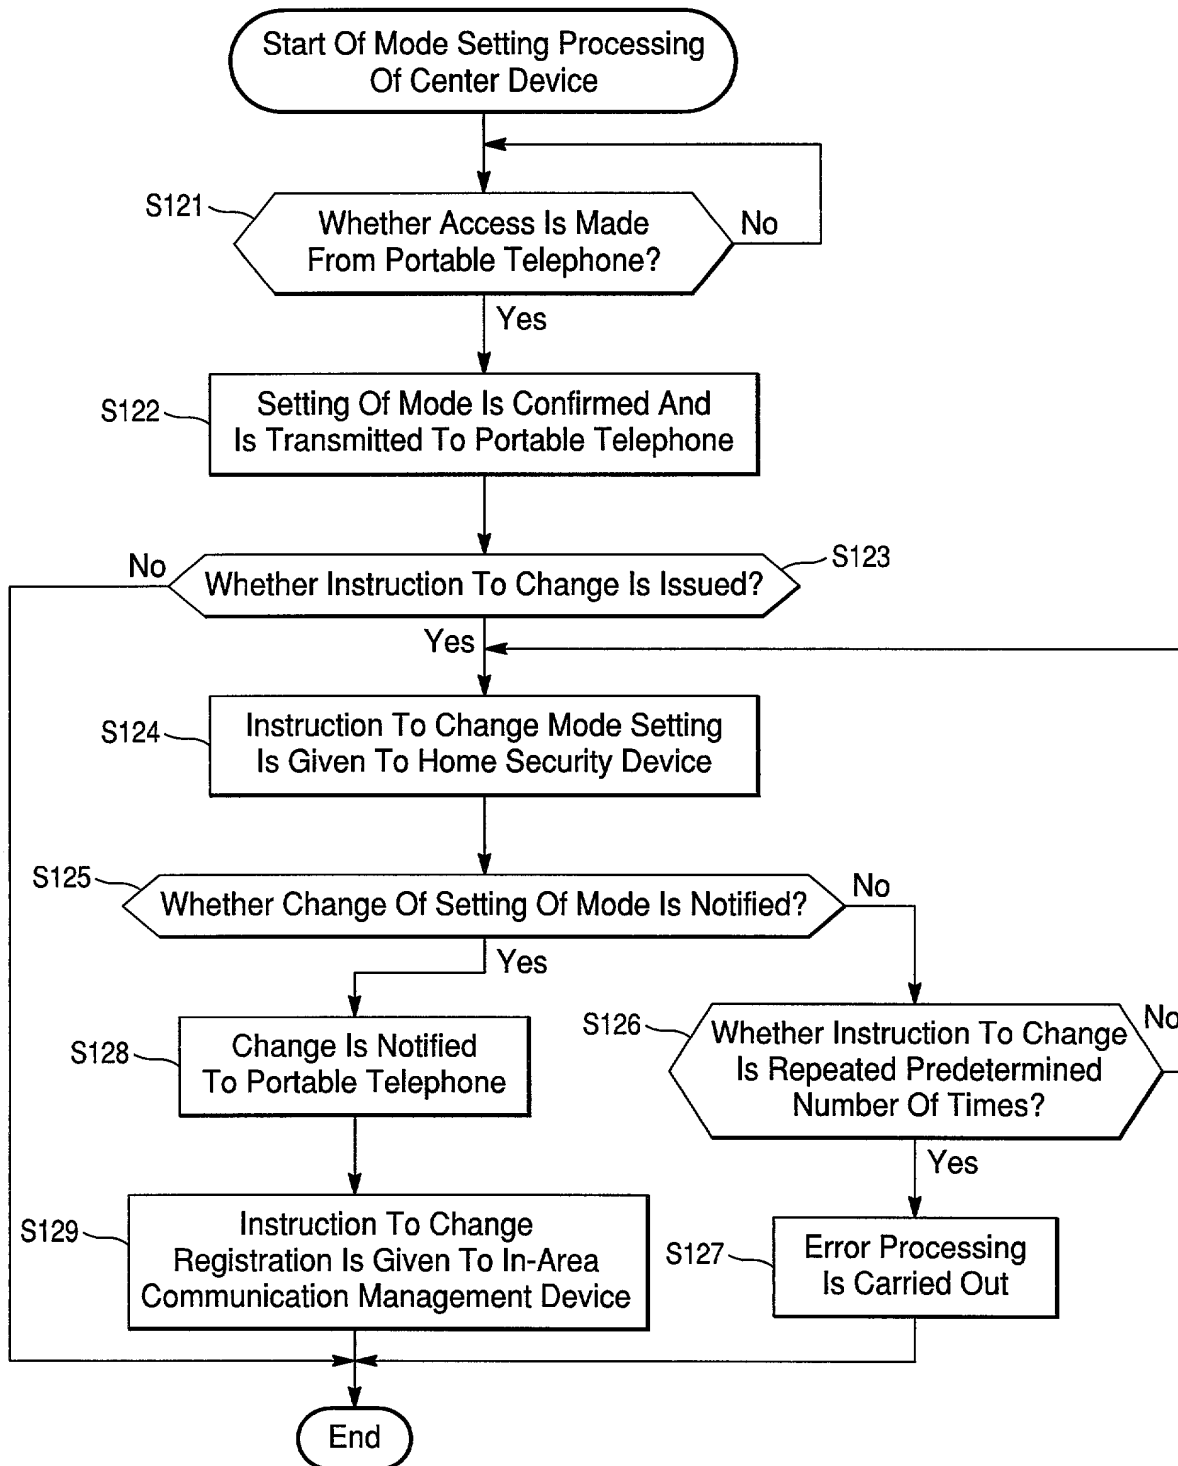 Start Of Mode Setting Processing
Of Center Device
S121
Whether Access Is Made
From Portable Telephone?
No
Yes
S122
Setting Of Mode Is Confirmed And
Is Transmitted To Portable Telephone
No
S123
Whether Instruction To Change Is Issued?
Yes
S124
Instruction To Change Mode Setting
Is Given To Home Security Device
S125
Whether Change Of Setting Of Mode Is Notified?
No
Yes
S128
Change Is Notified
To Portable Telephone
S126
Whether Instruction To Change
Is Repeated Predetermined
Number Of Times?
No
Yes
S129
Instruction To Change
Registration Is Given To In-Area
Communication Management Device
S127
Error Processing
Is Carried Out
End